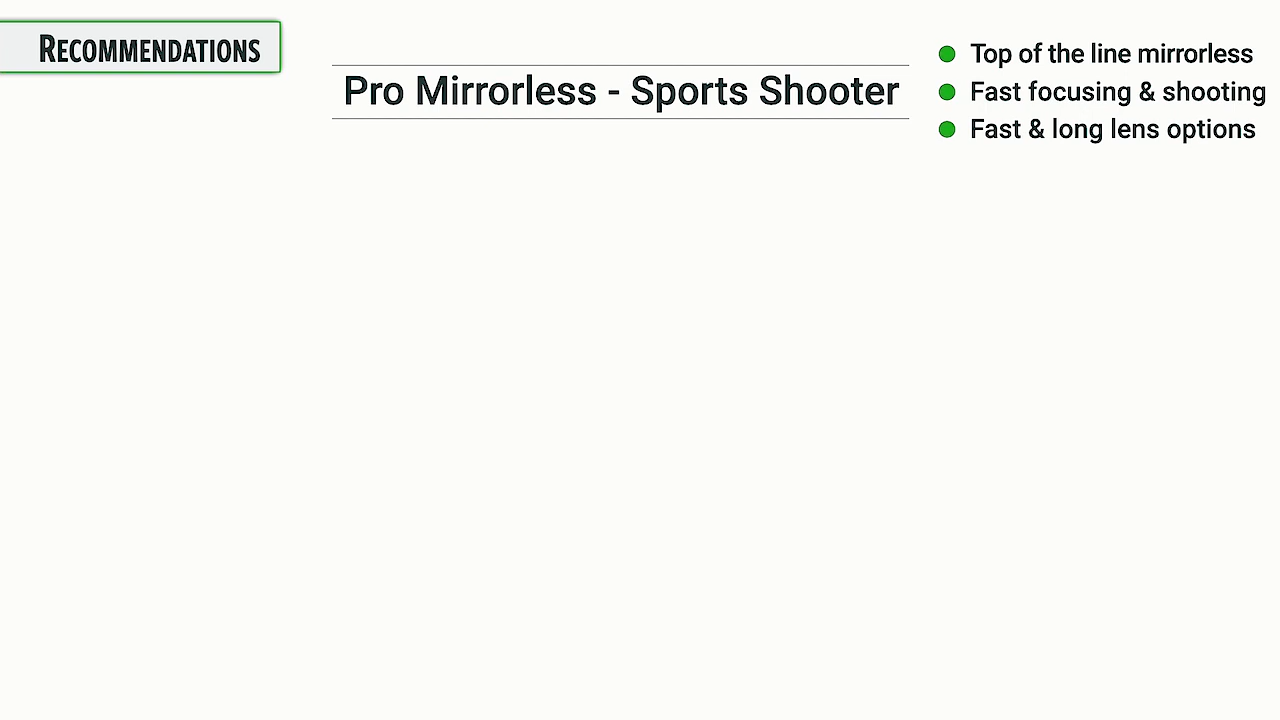 RECOMMENDATIONS
Pro Mirrorless - Sports Shooter
Top of the line mirrorless
Fast focusing & shooting
Fast & long lens options